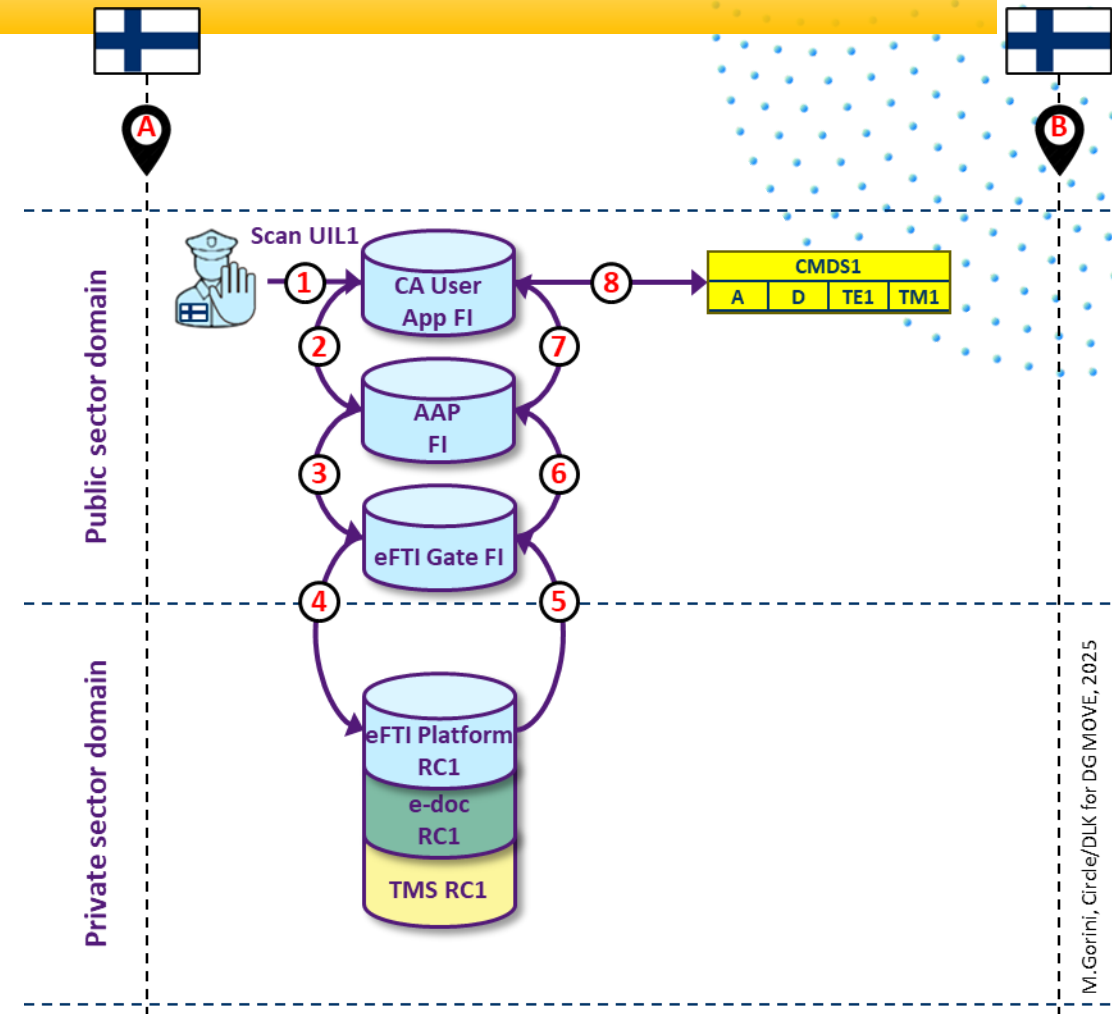 A
B
Public sector domain
Scan UIL1
1
CA User
App FI
8
CMDS1
A D TE1 TM1
2
7
AAP
FI
3
6
eFTI Gate FI
4
5
Private sector domain
eFTI Platform
RC1
e-doc
RC1
TMS RC1
M.Gorini, Circle/DLK for DG MOVE, 2025